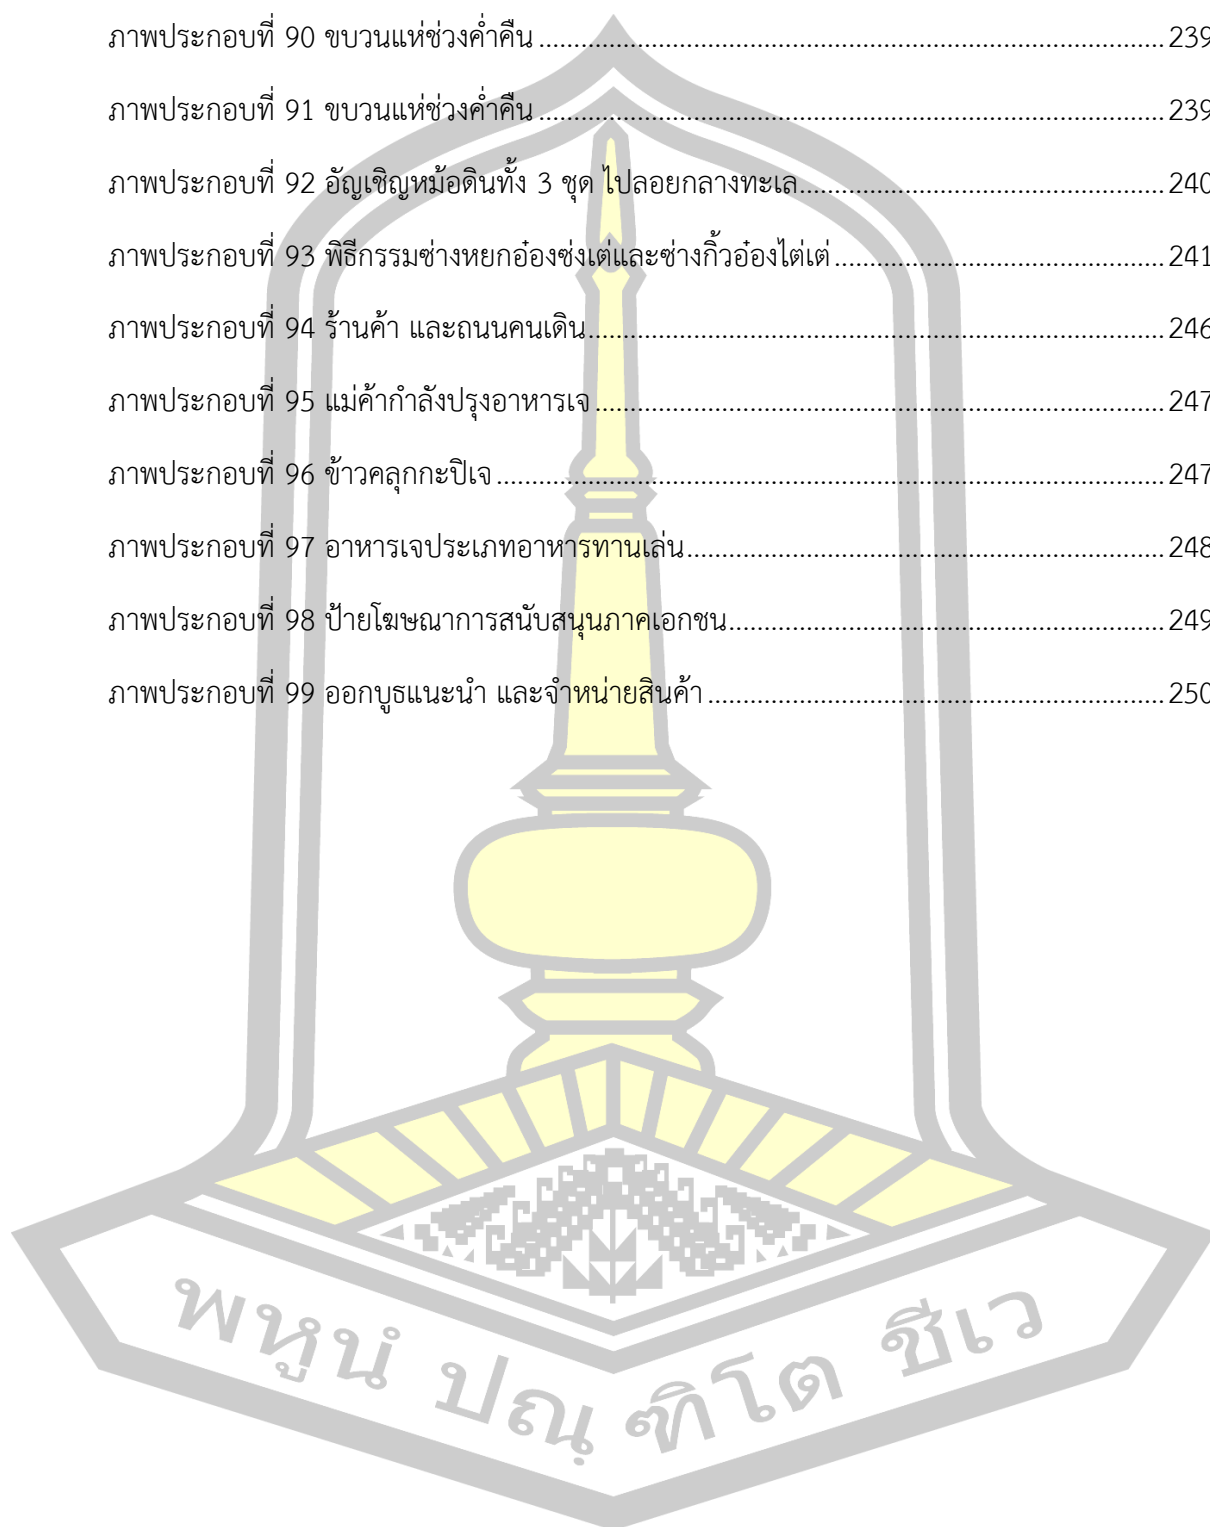 ภาพประกอบที่ 90 ขบวนแห่ช่วงค่ำคืน ........................................................................................ 239
ภาพประกอบที่ 91 ขบวนแห่ช่วงค่ำคืน ........................................................................................ 239
ภาพประกอบที่ 92 อัญเชิญหม้อดินทั้ง 3 ชุด ไปลอยกลางทะเล................................................... 240
ภาพประกอบที่ 93 พิธีกรรมซ่างหยกอ๋องซ่งเต่และซ่างกิ้วอ๋องไต่เต่ .............................................. 241
ภาพประกอบที่ 94 ร้านค้า และถนนคนเดิน ................................................................................. 246
ภาพประกอบที่ 95 แม่ค้ากำลังปรุงอาหารเจ ................................................................................ 247
ภาพประกอบที่ 96 ข้าวคลุกกะปิเจ .............................................................................................. 247
ภาพประกอบที่ 97 อาหารเจประเภทอาหารทานเล่น ................................................................... 248
ภาพประกอบที่ 98 ป้ายโฆษณาการสนับสนุนภาคเอกชน ............................................................. 249
ภาพประกอบที่ 99 ออกบูธแนะนำ และจำหน่ายสินค้า ................................................................ 250
พหูนํ ปณฺฑิโต ชีเว